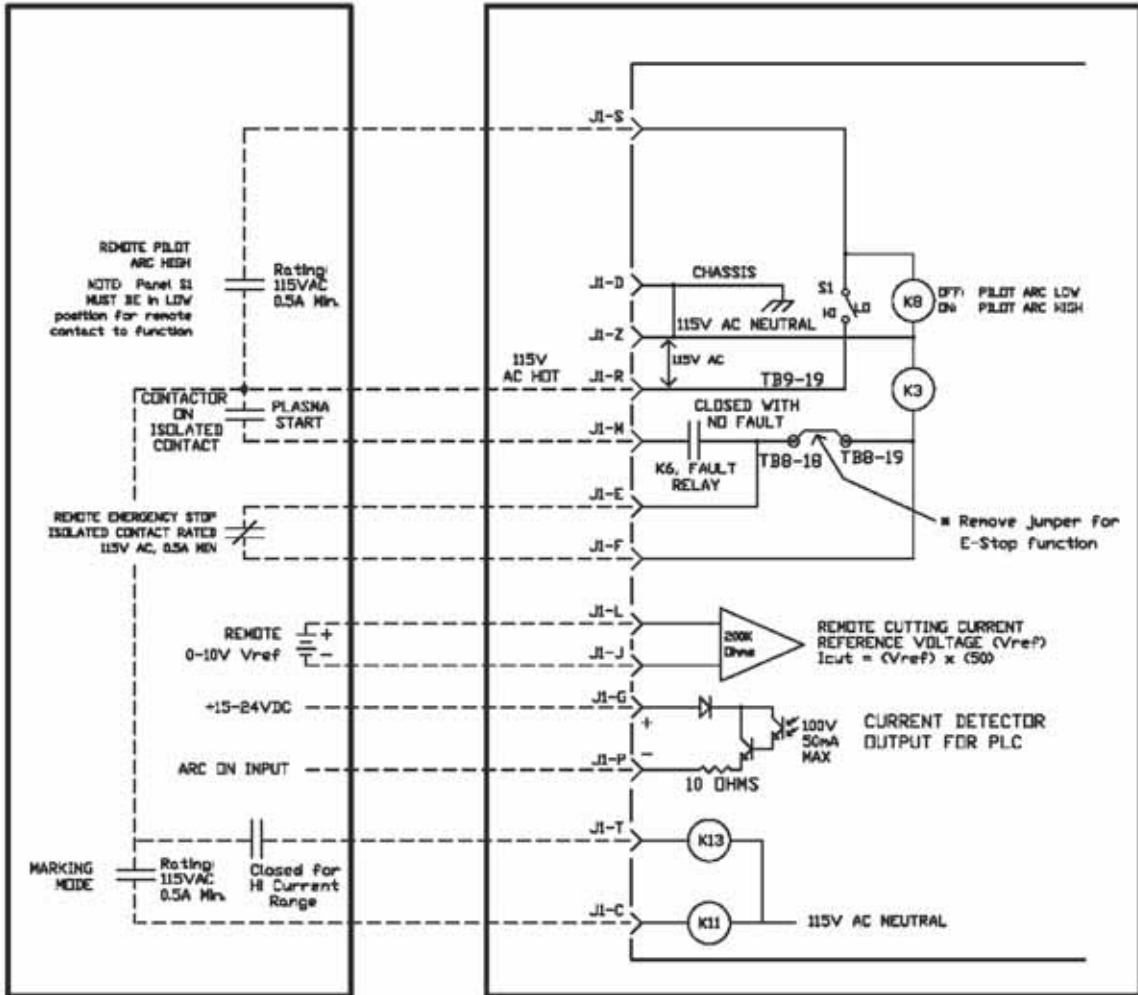 J1-S
REMOTE PILOT
ARC HIGH
NOTE: Panel S1
MUST BE in LOW
position for remote
contact to function
Rating:
115VAC
0.5A Min.
J1-D
CHASSIS
S1
HI
LO
K8
OFF: PILOT ARC LOW
ON: PILOT ARC HIGH
115V AC NEUTRAL
J1-Z
115V AC
115V
AC HOT
J1-R
TB9-19
K3
CONTACTOR
ON
ISOLATED
CONTACT
PLASMA
START
CLOSED WITH
NO FAULT
J1-M
K6, FAULT
RELAY
TB8-18
TB8-19
J1-E
REMOTE EMERGENCY STOP
ISOLATED CONTACT RATED
115V AC, 0.5A MIN
* Remove jumper for
E-Stop function
J1-F
J1-L
REMOTE
0-10V Vref
+
-
200K
Ohms
REMOTE CUTTING CURRENT
REFERENCE VOLTAGE (Vref)
Icut = (Vref) x (50)
J1-J
+15-24VDC
J1-G
+
-
100V
50mA
MAX
CURRENT DETECTOR
OUTPUT FOR PLC
ARC ON INPUT
J1-P
10 OHMS
J1-T
K13
MARKING
MODE
Rating:
115VAC
0.5A Min.
Closed for
HI Current
Range
J1-C
K11
115V AC NEUTRAL